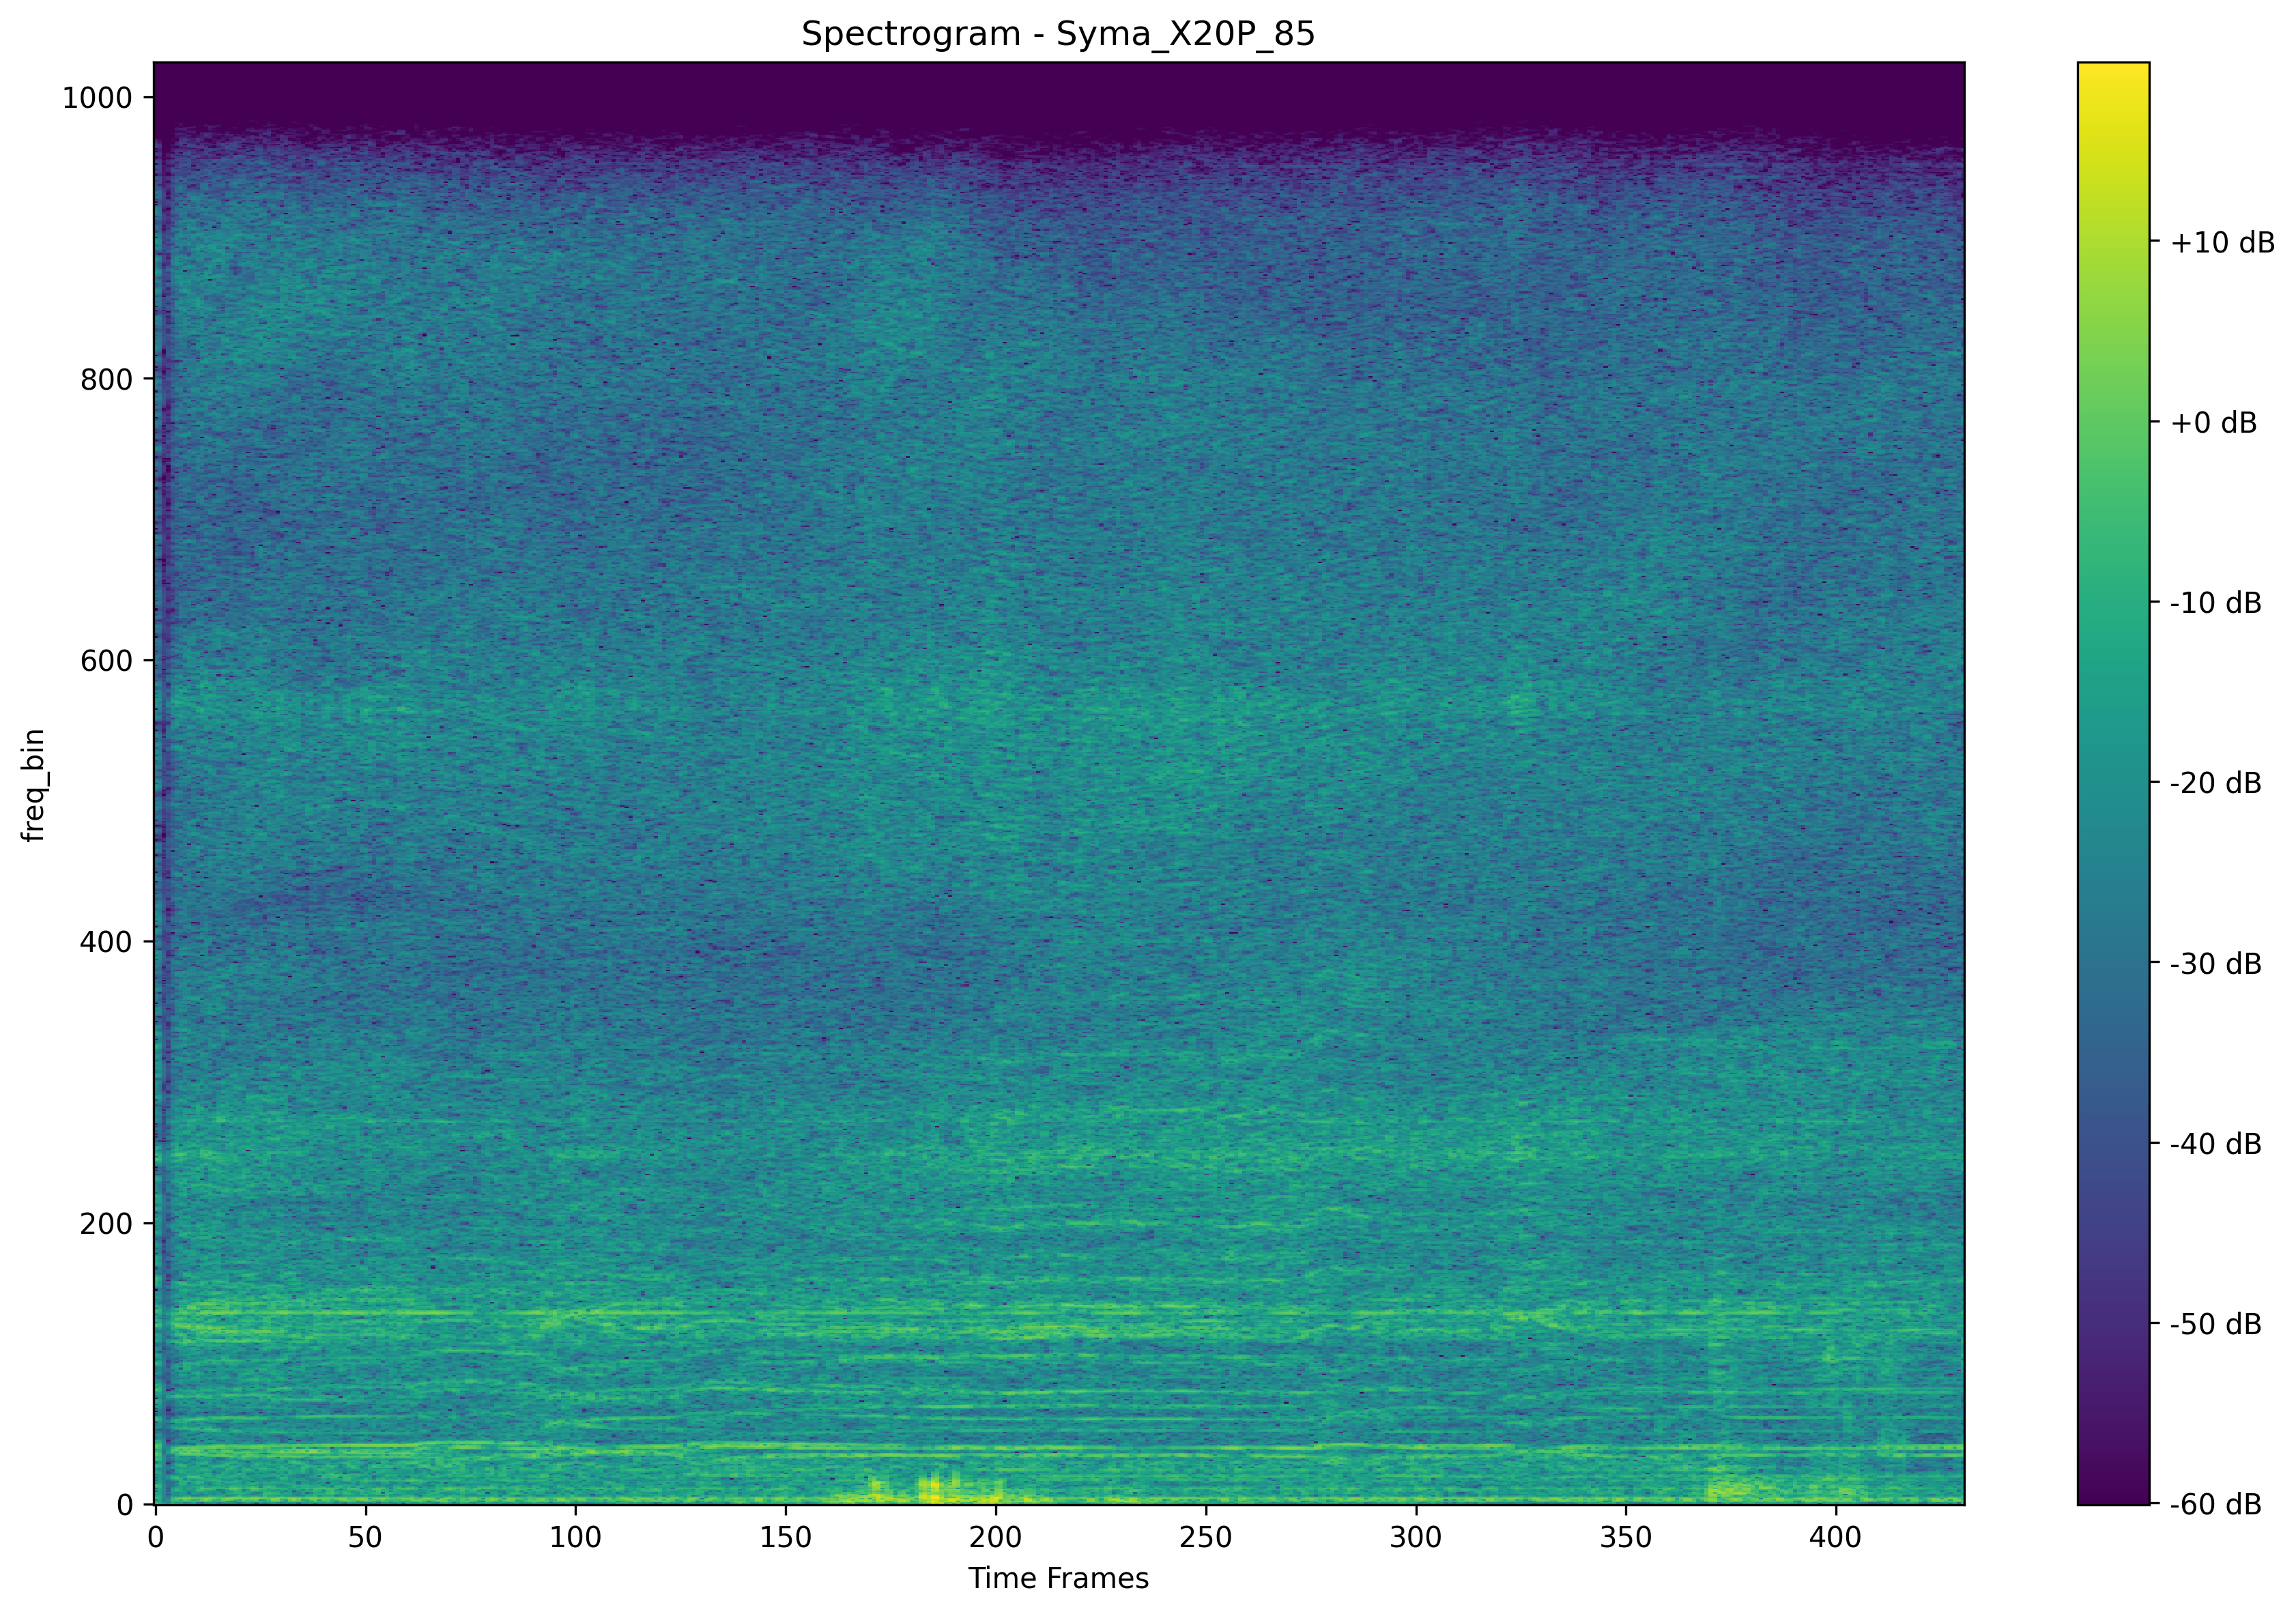 Spectrogram - Syma_X20P_85
1000
800
600
400
200
0
freq_bin
0 50 100 150 200 250 300 350 400
Time Frames
+10 dB
+0 dB
-10 dB
-20 dB
-30 dB
-40 dB
-50 dB
-60 dB